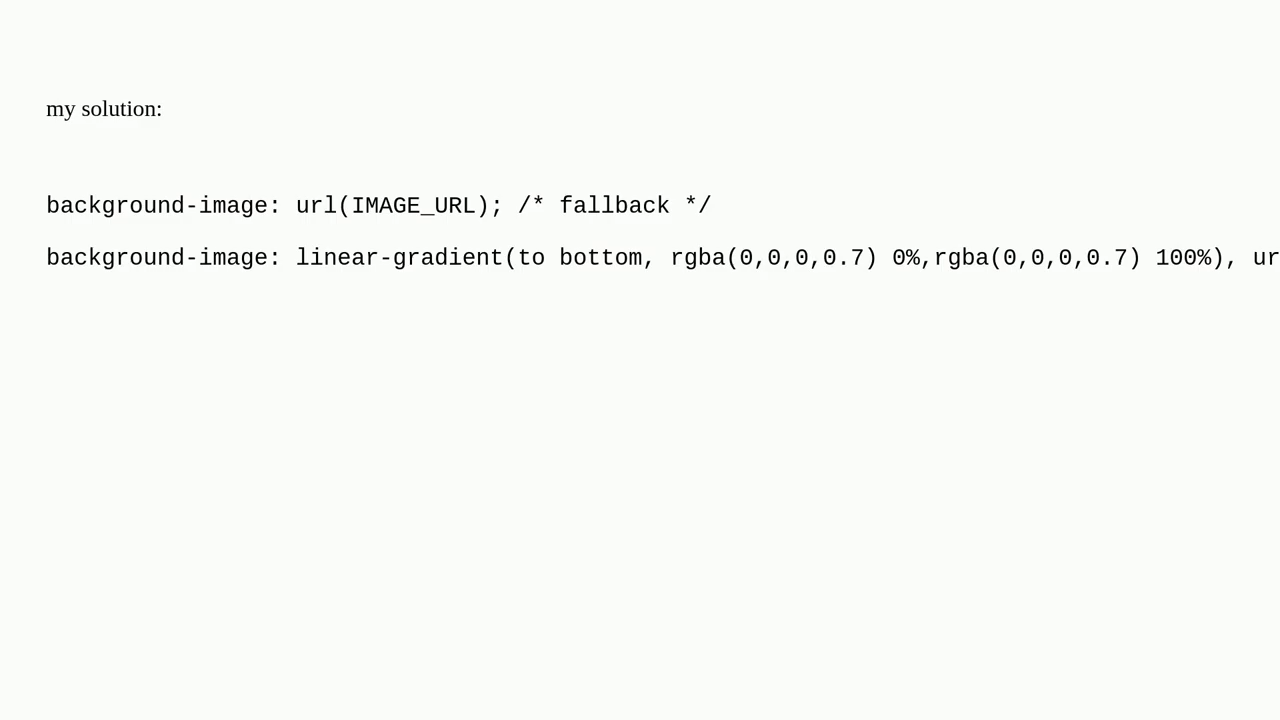 my solution:
background-image: url(IMAGE_URL); /* fallback */
background-image: linear-gradient(to bottom, rgba(0,0,0,0.7) 0%,rgba(0,0,0,0.7) 100%), ur